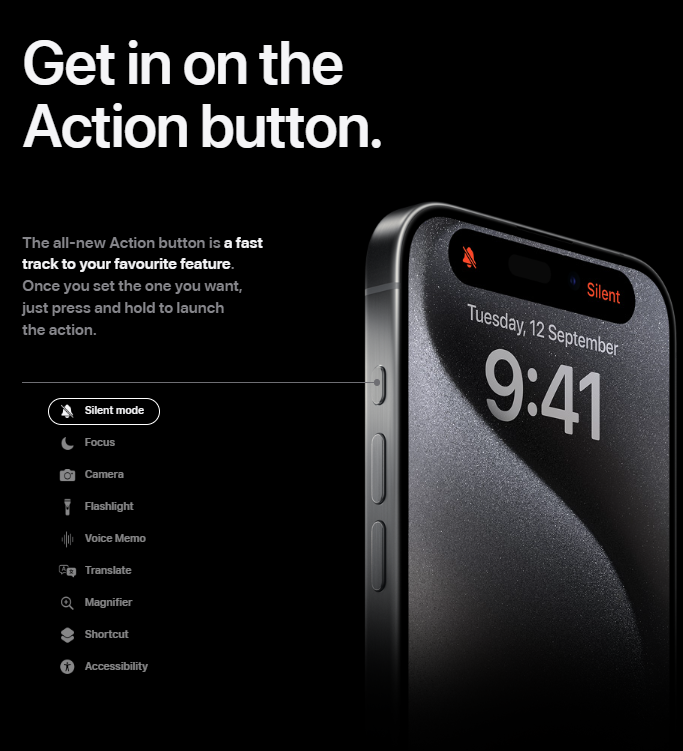 Get in on the
Action button.
The all-new Action button is a fast
track to your favourite feature.
Once you set the one you want,
just press and hold to launch
the action.
Silent mode
Focus
Camera
Flashlight
Voice Memo
Translate
Magnifier
Shortcut
Accessibility
Silent
Tuesday, 12 September
9:41